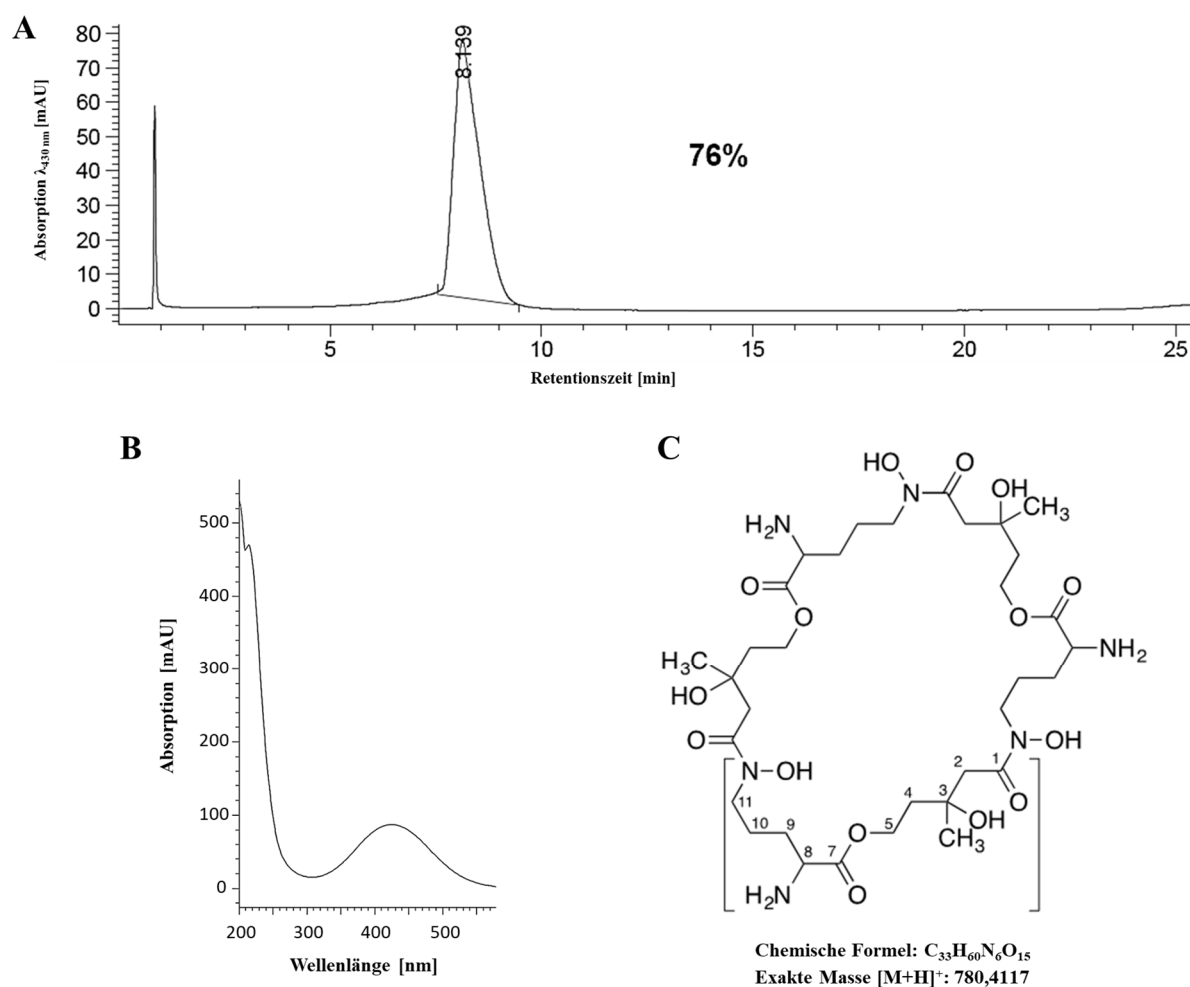 A
80
70
60
50
40
30
20
10
0
Absorption λ430 nm [mAU]
8.139
76%
5
10
15
20
25
Retentionszeit [min]
B
500
400
300
200
100
0
Absorption [mAU]
200
300
400
500
Wellenlänge [nm]
C
HO
O
N
OH
CH3
H2N
O
O
O
O
NH2
H3C
HO
O
N
OH
N
OH
11
10
9
8
7
O
5
4
3
2
1
OH
CH3
O
H2N
O
Chemische Formel: C33H60N6O15
Exakte Masse [M+H]+: 780,4117